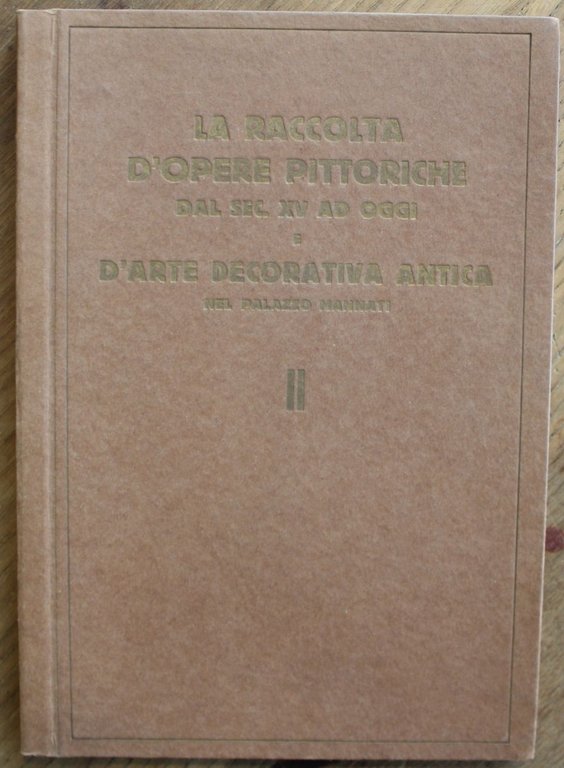 LA RACCOLTA
D'OPERE PITTORICHE
DAL SEC. XV AD OGGI
E
D'ARTE DECORATIVA ANTICA
NEL PALAZZO MANNATI
II